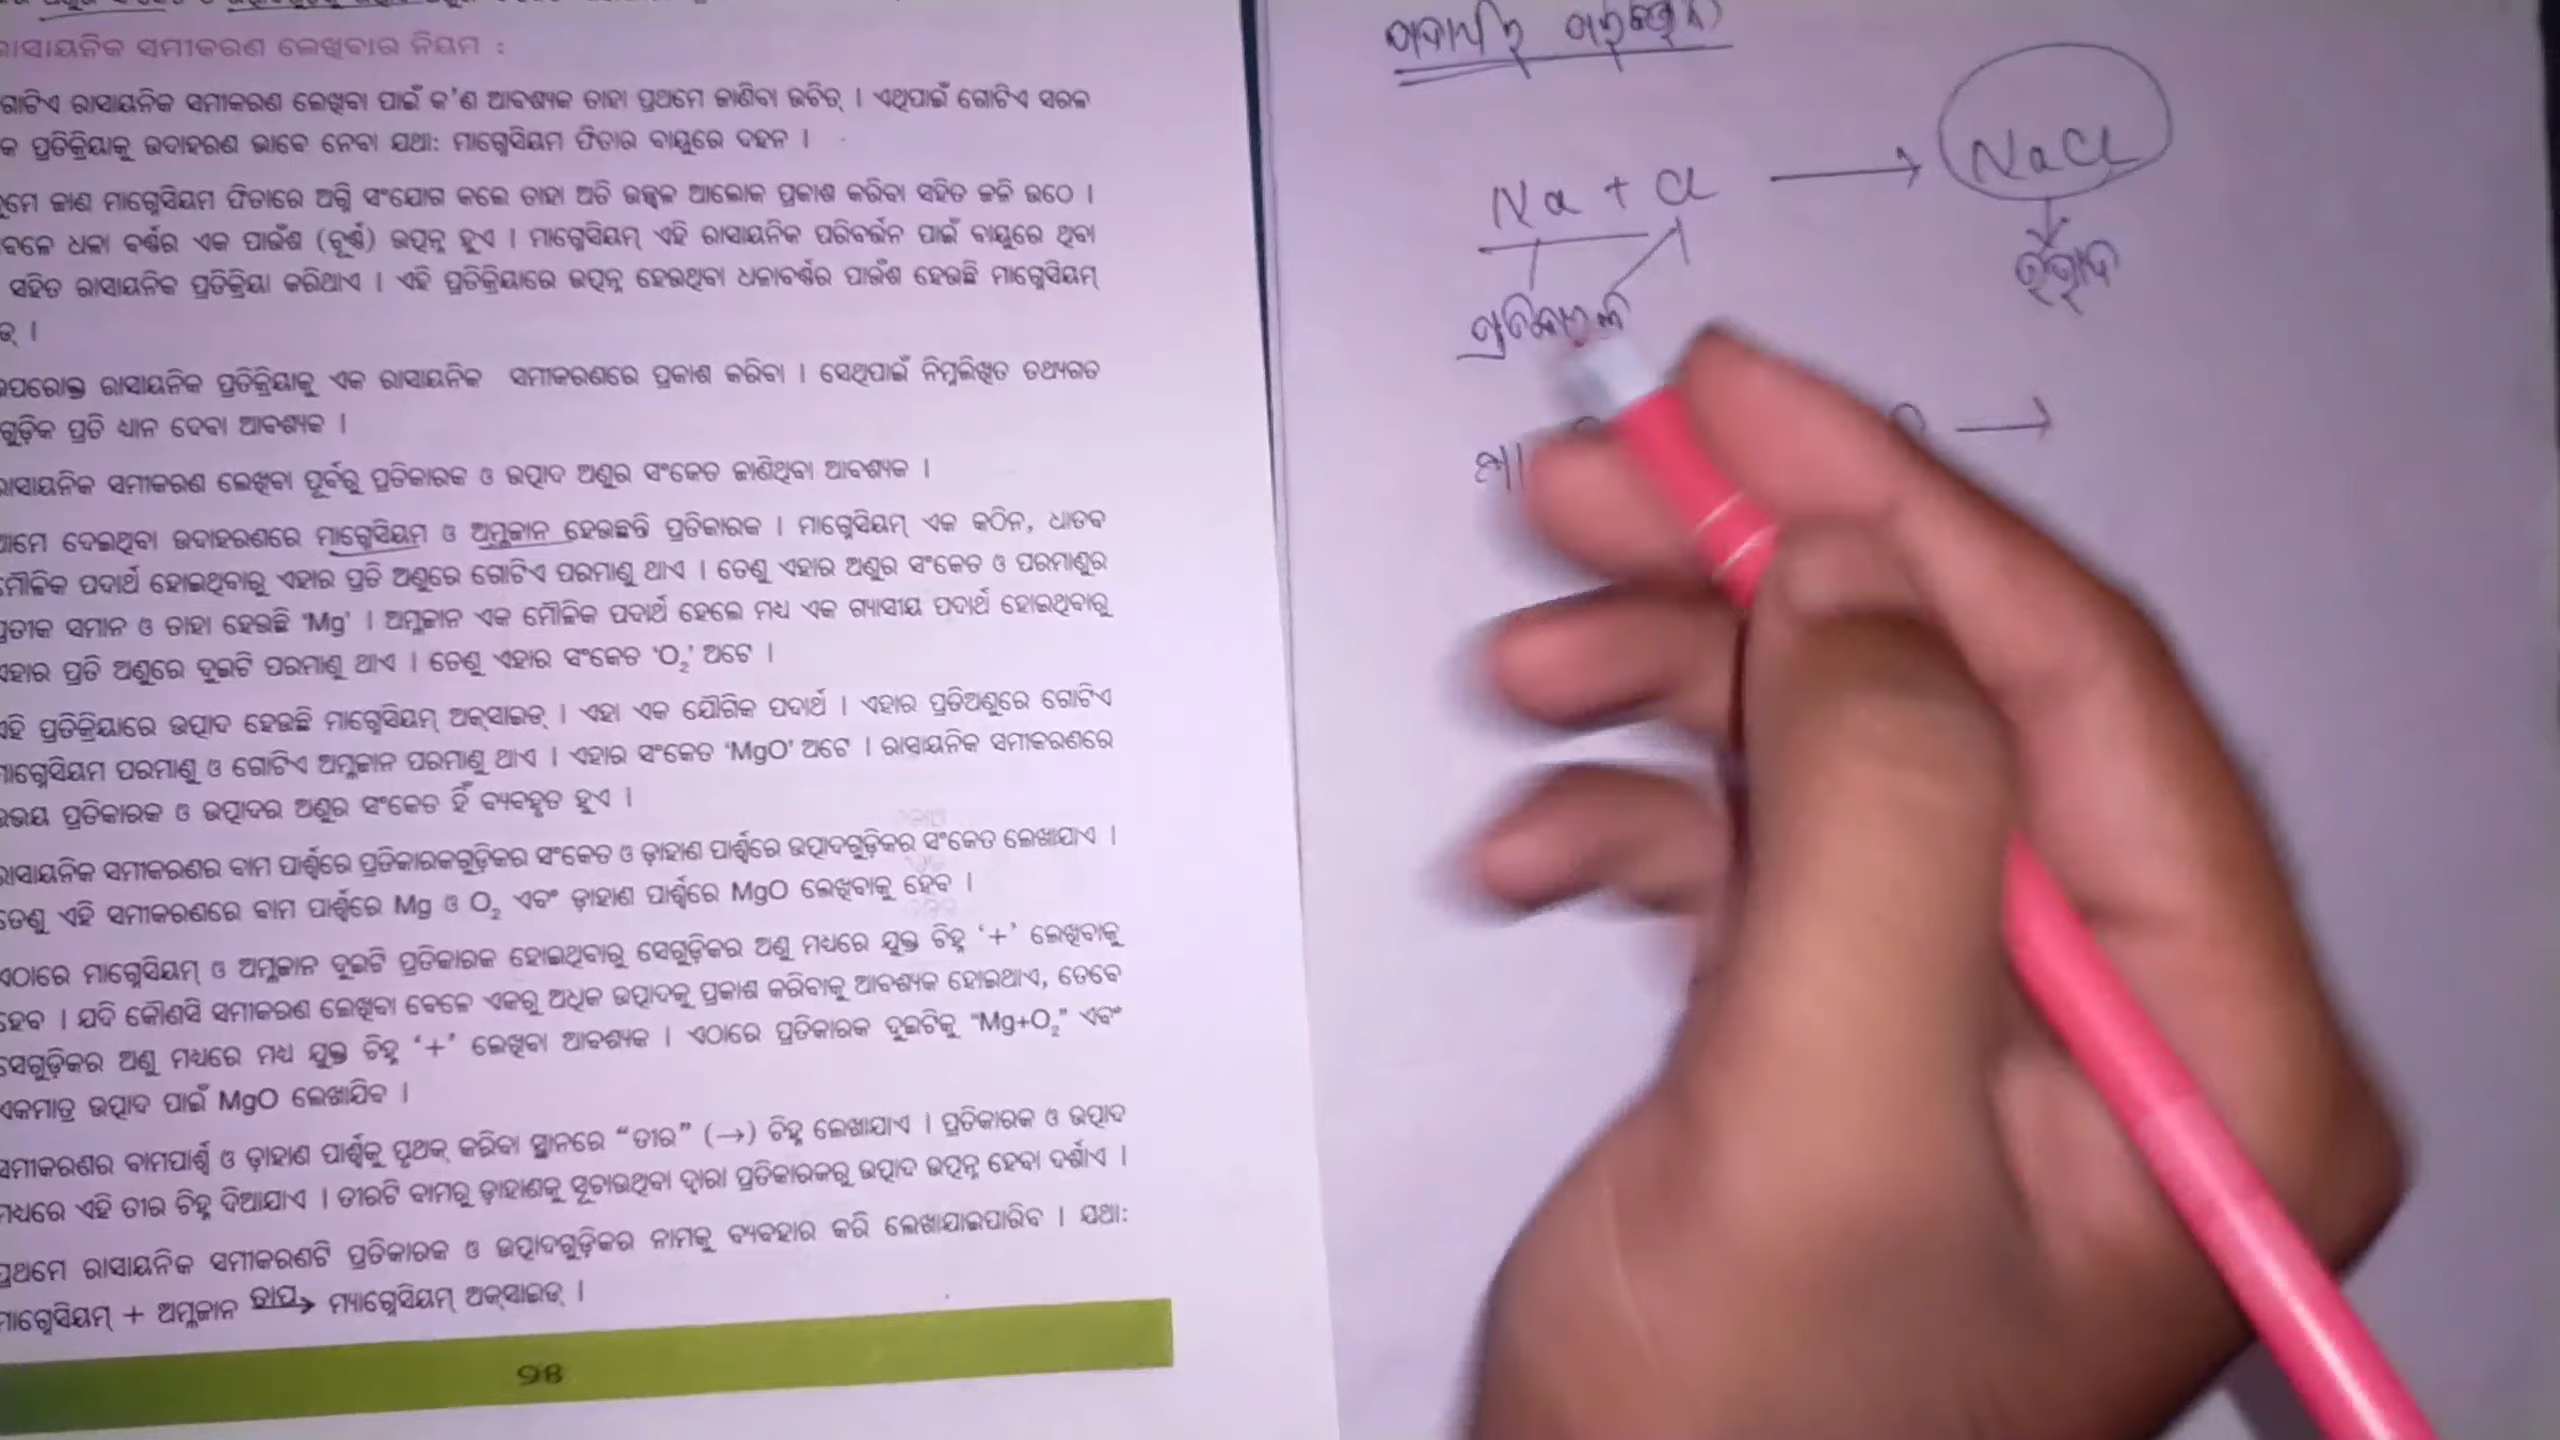 ରାସାୟନିକ ସମୀକରଣ ଲେଖିବାର ନିୟମ :
ଗୋଟିଏ ରାସାୟନିକ ସମୀକରଣ ଲେଖିବା ପାଇଁ କ'ଣ ଆବଶ୍ୟକ ତାହା ପ୍ରଥମେ ଜାଣିବା ଉଚିତ୍ । ଏଥିପାଇଁ ଗୋଟିଏ ସରଳ
ପ୍ରତିକ୍ରିୟାକୁ ଉଦାହରଣ ଭାବେ ନେବା ଯଥା: ମାଗ୍ନେସିୟମ ଫିତାର ବାୟୁରେ ଦହନ ।
ଜାଣ ମାଗ୍ନେସିୟମ ଫିତାରେ ଅଗ୍ନି ସଂଯୋଗ କଲେ ତାହା ଅତି ଉଜ୍ଜ୍ୱଳ ଆଲୋକ ପ୍ରକାଶ କରିବା ସହିତ ଜଳି ଉଠେ ।
ଧଳା ବର୍ଣ୍ଣର ଏକ ପାଉଁଶ (ଚୂର୍ଣ୍ଣ) ଉତ୍ପନ୍ନ ହୁଏ । ମାଗ୍ନେସିୟମ୍ ଏହି ରାସାୟନିକ ପରିବର୍ତ୍ତନ ପାଇଁ ବାୟୁରେ ଥିବା
ସହିତ ରାସାୟନିକ ପ୍ରତିକ୍ରିୟା କରିଥାଏ । ଏହି ପ୍ରତିକ୍ରିୟାରେ ଉତ୍ପନ୍ନ ହେଉଥିବା ଧଳାବର୍ଣ୍ଣର ପାଉଁଶ ହେଉଛି ମାଗ୍ନେସିୟମ୍
ଉପରୋକ୍ତ ରାସାୟନିକ ପ୍ରତିକ୍ରିୟାକୁ ଏକ ରାସାୟନିକ ସମୀକରଣରେ ପ୍ରକାଶ କରିବା । ସେଥିପାଇଁ ନିମ୍ନଲିଖିତ ତଥ୍ୟଗତ
ଗୁଡ଼ିକ ପ୍ରତି ଧ୍ୟାନ ଦେବା ଆବଶ୍ୟକ ।
ରାସାୟନିକ ସମୀକରଣ ଲେଖିବା ପୂର୍ବରୁ ପ୍ରତିକାରକ ଓ ଉତ୍ପାଦ ଅଣୁର ସଂକେତ ଜାଣିଥିବା ଆବଶ୍ୟକ ।
ଆମେ ଦେଇଥିବା ଉଦାହରଣରେ ମାଗ୍ନେସିୟମ ଓ ଅମ୍ଳଜାନ ହେଉଛନ୍ତି ପ୍ରତିକାରକ । ମାଗ୍ନେସିୟମ୍ ଏକ କଠିନ, ଧାତବ
ମୌଳିକ ପଦାର୍ଥ ହୋଇଥିବାରୁ ଏହାର ପ୍ରତି ଅଣୁରେ ଗୋଟିଏ ପରମାଣୁ ଥାଏ । ତେଣୁ ଏହାର ଅଣୁର ସଂକେତ ଓ ପରମାଣୁର
ପ୍ରତୀକ ସମାନ ଓ ତାହା ହେଉଛି 'Mg' । ଅମ୍ଳଜାନ ଏକ ମୌଳିକ ପଦାର୍ଥ ହେଲେ ମଧ୍ୟ ଏକ ଗ୍ୟାସୀୟ ପଦାର୍ଥ ହୋଇଥିବାରୁ
ଏହାର ପ୍ରତି ଅଣୁରେ ଦୁଇଟି ପରମାଣୁ ଥାଏ । ତେଣୁ ଏହାର ସଂକେତ 'O₂' ଅଟେ ।
ଏହି ପ୍ରତିକ୍ରିୟାରେ ଉତ୍ପାଦ ହେଉଛି ମାଗ୍ନେସିୟମ୍ ଅକ୍‌ସାଇଡ୍ । ଏହା ଏକ ଯୌଗିକ ପଦାର୍ଥ । ଏହାର ପ୍ରତିଅଣୁରେ ଗୋଟିଏ
ମାଗ୍ନେସିୟମ ପରମାଣୁ ଓ ଗୋଟିଏ ଅମ୍ଳଜାନ ପରମାଣୁ ଥାଏ । ଏହାର ସଂକେତ 'MgO' ଅଟେ । ରାସାୟନିକ ସମୀକରଣରେ
ଉଭୟ ପ୍ରତିକାରକ ଓ ଉତ୍ପାଦର ଅଣୁର ସଂକେତ ହିଁ ବ୍ୟବହୃତ ହୁଏ ।
ରାସାୟନିକ ସମୀକରଣର ବାମ ପାର୍ଶ୍ୱରେ ପ୍ରତିକାରକଗୁଡ଼ିକର ସଂକେତ ଓ ଡ଼ାହାଣ ପାର୍ଶ୍ୱରେ ଉତ୍ପାଦଗୁଡ଼ିକର ସଂକେତ ଲେଖାଯାଏ ।
ତେଣୁ ଏହି ସମୀକରଣରେ ବାମ ପାର୍ଶ୍ୱରେ Mg ଓ O₂ ଏବଂ ଡ଼ାହାଣ ପାର୍ଶ୍ୱରେ MgO ଲେଖିବାକୁ ହେବ ।
ଏଠାରେ ମାଗ୍ନେସିୟମ୍ ଓ ଅମ୍ଳଜାନ ଦୁଇଟି ପ୍ରତିକାରକ ହୋଇଥିବାରୁ ସେଗୁଡ଼ିକର ଅଣୁ ମଧ୍ୟରେ ଯୁକ୍ତ ଚିହ୍ନ '+' ଲେଖିବାକୁ
ହେବ । ଯଦି କୌଣସି ସମୀକରଣ ଲେଖିବା ବେଳେ ଏକରୁ ଅଧିକ ଉତ୍ପାଦକୁ ପ୍ରକାଶ କରିବାକୁ ଆବଶ୍ୟକ ହୋଇଥାଏ, ତେବେ
ସେଗୁଡ଼ିକର ଅଣୁ ମଧ୍ୟରେ ମଧ୍ୟ ଯୁକ୍ତ ଚିହ୍ନ '+' ଲେଖିବା ଆବଶ୍ୟକ । ଏଠାରେ ପ୍ରତିକାରକ ଦୁଇଟିକୁ "Mg+O₂" ଏବଂ
ଏକମାତ୍ର ଉତ୍ପାଦ ପାଇଁ MgO ଲେଖାଯିବ ।
ସମୀକରଣର ବାମପାର୍ଶ୍ୱ ଓ ଡ଼ାହାଣ ପାର୍ଶ୍ୱକୁ ପୃଥକ୍ କରିବା ସ୍ଥାନରେ "ତୀର" (→) ଚିହ୍ନ ଲେଖାଯାଏ । ପ୍ରତିକାରକ ଓ ଉତ୍ପାଦ
ମଧ୍ୟରେ ଏହି ତୀର ଚିହ୍ନ ଦିଆଯାଏ । ତୀରଟି ବାମରୁ ଡ଼ାହାଣକୁ ସୂଚାଉଥିବା ଦ୍ୱାରା ପ୍ରତିକାରକରୁ ଉତ୍ପାଦ ଉତ୍ପନ୍ନ ହେବା ଦର୍ଶାଏ ।
ପ୍ରଥମେ ରାସାୟନିକ ସମୀକରଣଟି ପ୍ରତିକାରକ ଓ ଉତ୍ପାଦଗୁଡ଼ିକର ନାମକୁ ବ୍ୟବହାର କରି ଲେଖାଯାଇପାରିବ । ଯଥା:
ମାଗ୍ନେସିୟମ୍ + ଅମ୍ଳଜାନ ତାପ→ ମ୍ୟାଗ୍ନେସିୟମ୍ ଅକ୍‌ସାଇଡ୍ ।
୨୫
Na + Cl → NaCl
ଉତ୍ପାଦ
→